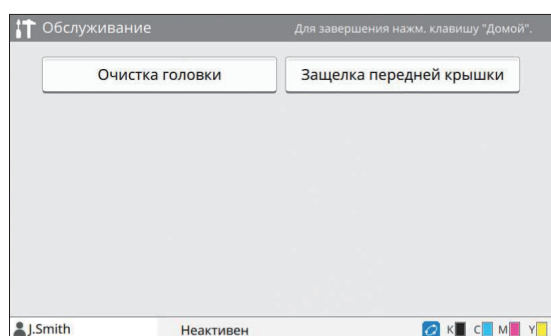 Обслуживание
Для завершения нажм. клавишу "Домой".
Очистка головки
Защелка передней крышки
J.Smith
Неактивен
K C M Y